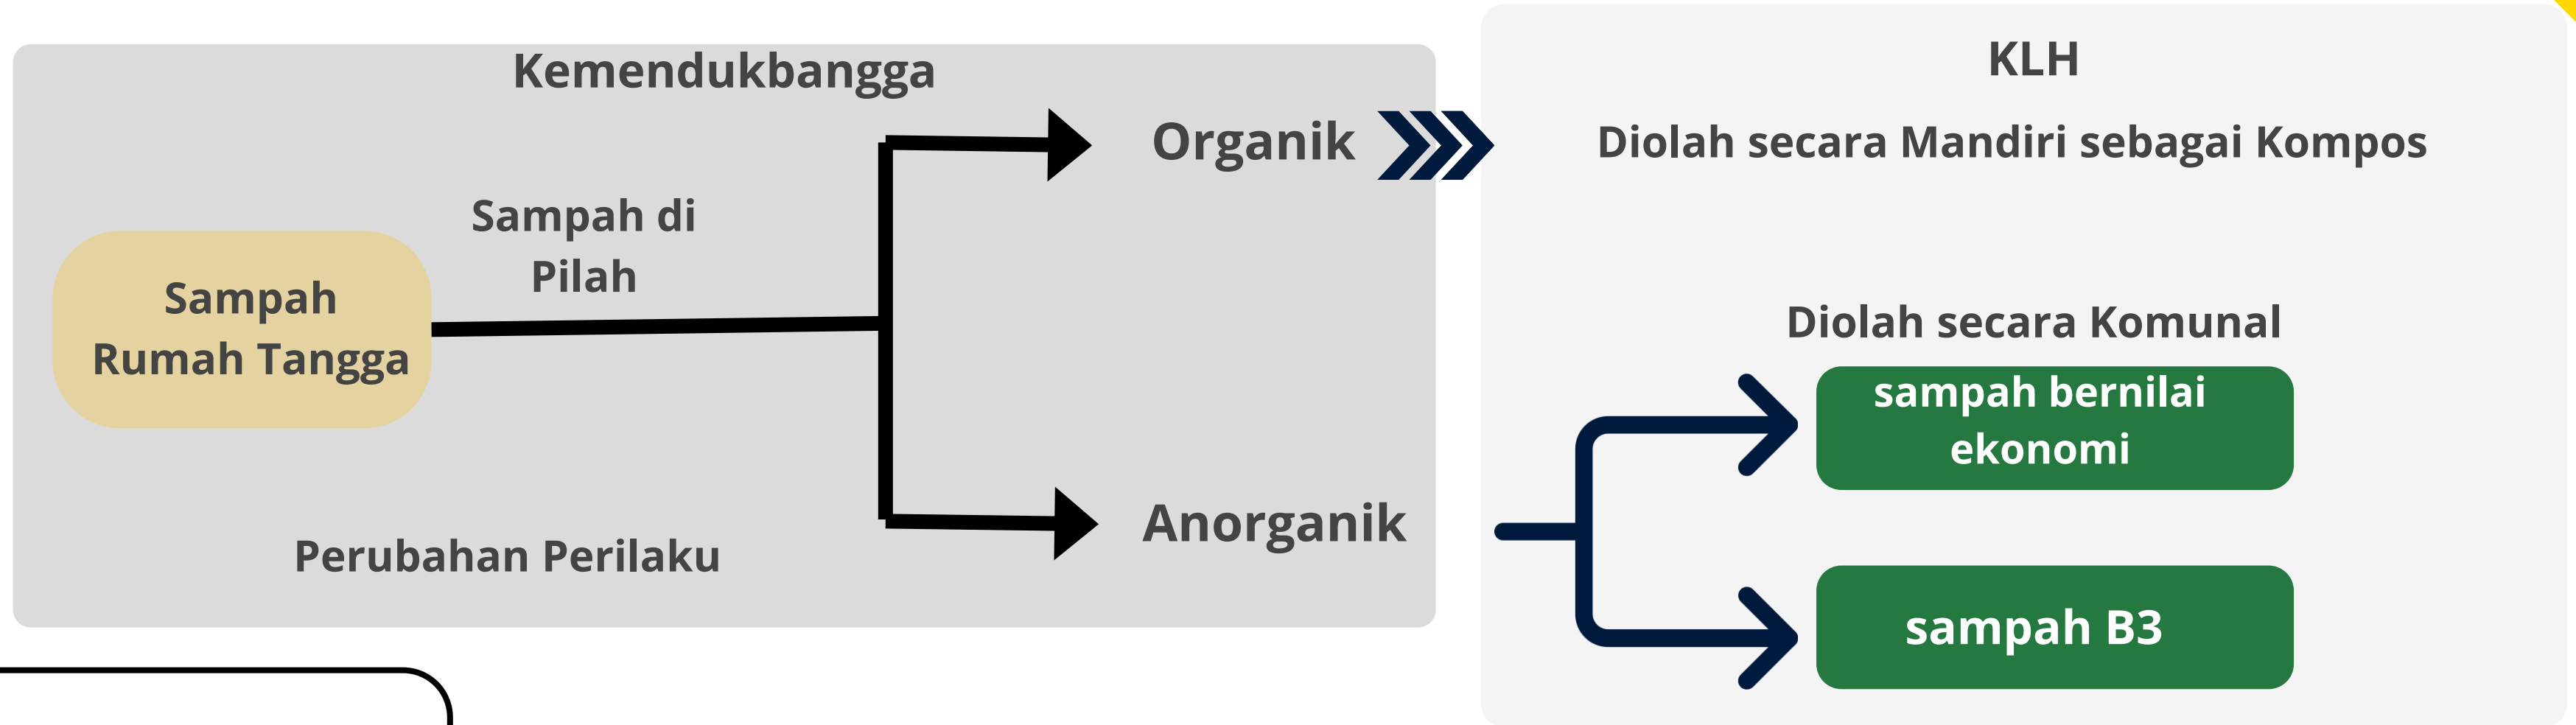 Kemendukbangga
Sampah di
Pilah
Sampah
Rumah Tangga
Perubahan Perilaku
Organik
Anorganik
KLH
Diolah secara Mandiri sebagai Kompos
Diolah secara Komunal
sampah bernilai
ekonomi
sampah B3